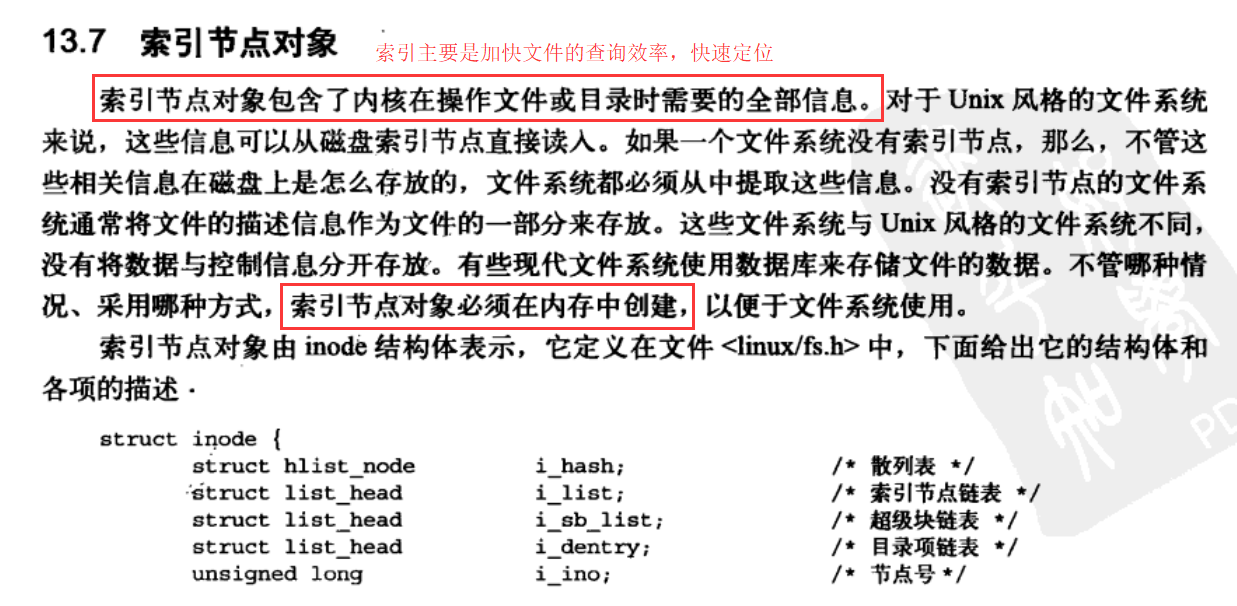 13.7 索引节点对象 索引主要是加快文件的查询效率，快速定位
索引节点对象包含了内核在操作文件或目录时需要的全部信息。对于 Unix 风格的文件系统
来说，这些信息可以从磁盘索引节点直接读入。如果一个文件系统没有索引节点，那么，不管这
些相关信息在磁盘上是怎么存放的，文件系统都必须从中提取这些信息。没有索引节点的文件系
统通常将文件的描述信息作为文件的一部分来存放。这些文件系统与 Unix 风格的文件系统不同，
没有将数据与控制信息分开存放。有些现代文件系统使用数据库来存储文件的数据。不管哪种情
况、采用哪种方式，索引节点对象必须在内存中创建，以便于文件系统使用。
索引节点对象由 inode 结构体表示，它定义在文件 <linux/fs.h> 中，下面给出它的结构体和
各项的描述．
struct inode {
struct hlist_node i_hash; /* 散列表 */
struct list_head i_list; /* 索引节点链表 */
struct list_head i_sb_list; /* 超级块链表 */
struct list_head i_dentry; /* 目录项链表 */
unsigned long i_ino; /* 节点号 */
PD